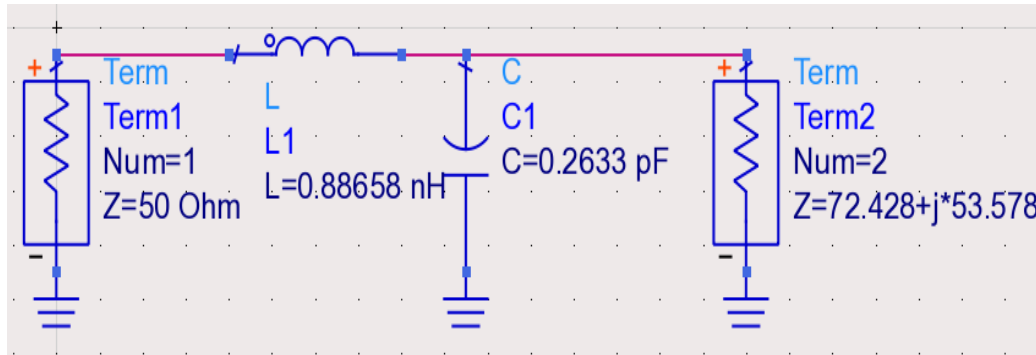 +
Term
Term1
Num=1
Z=50 Ohm
−
L
L1
L=0.88658 nH
C
C1
C=0.2633 pF
+
Term
Term2
Num=2
Z=72.428+j*53.578
−